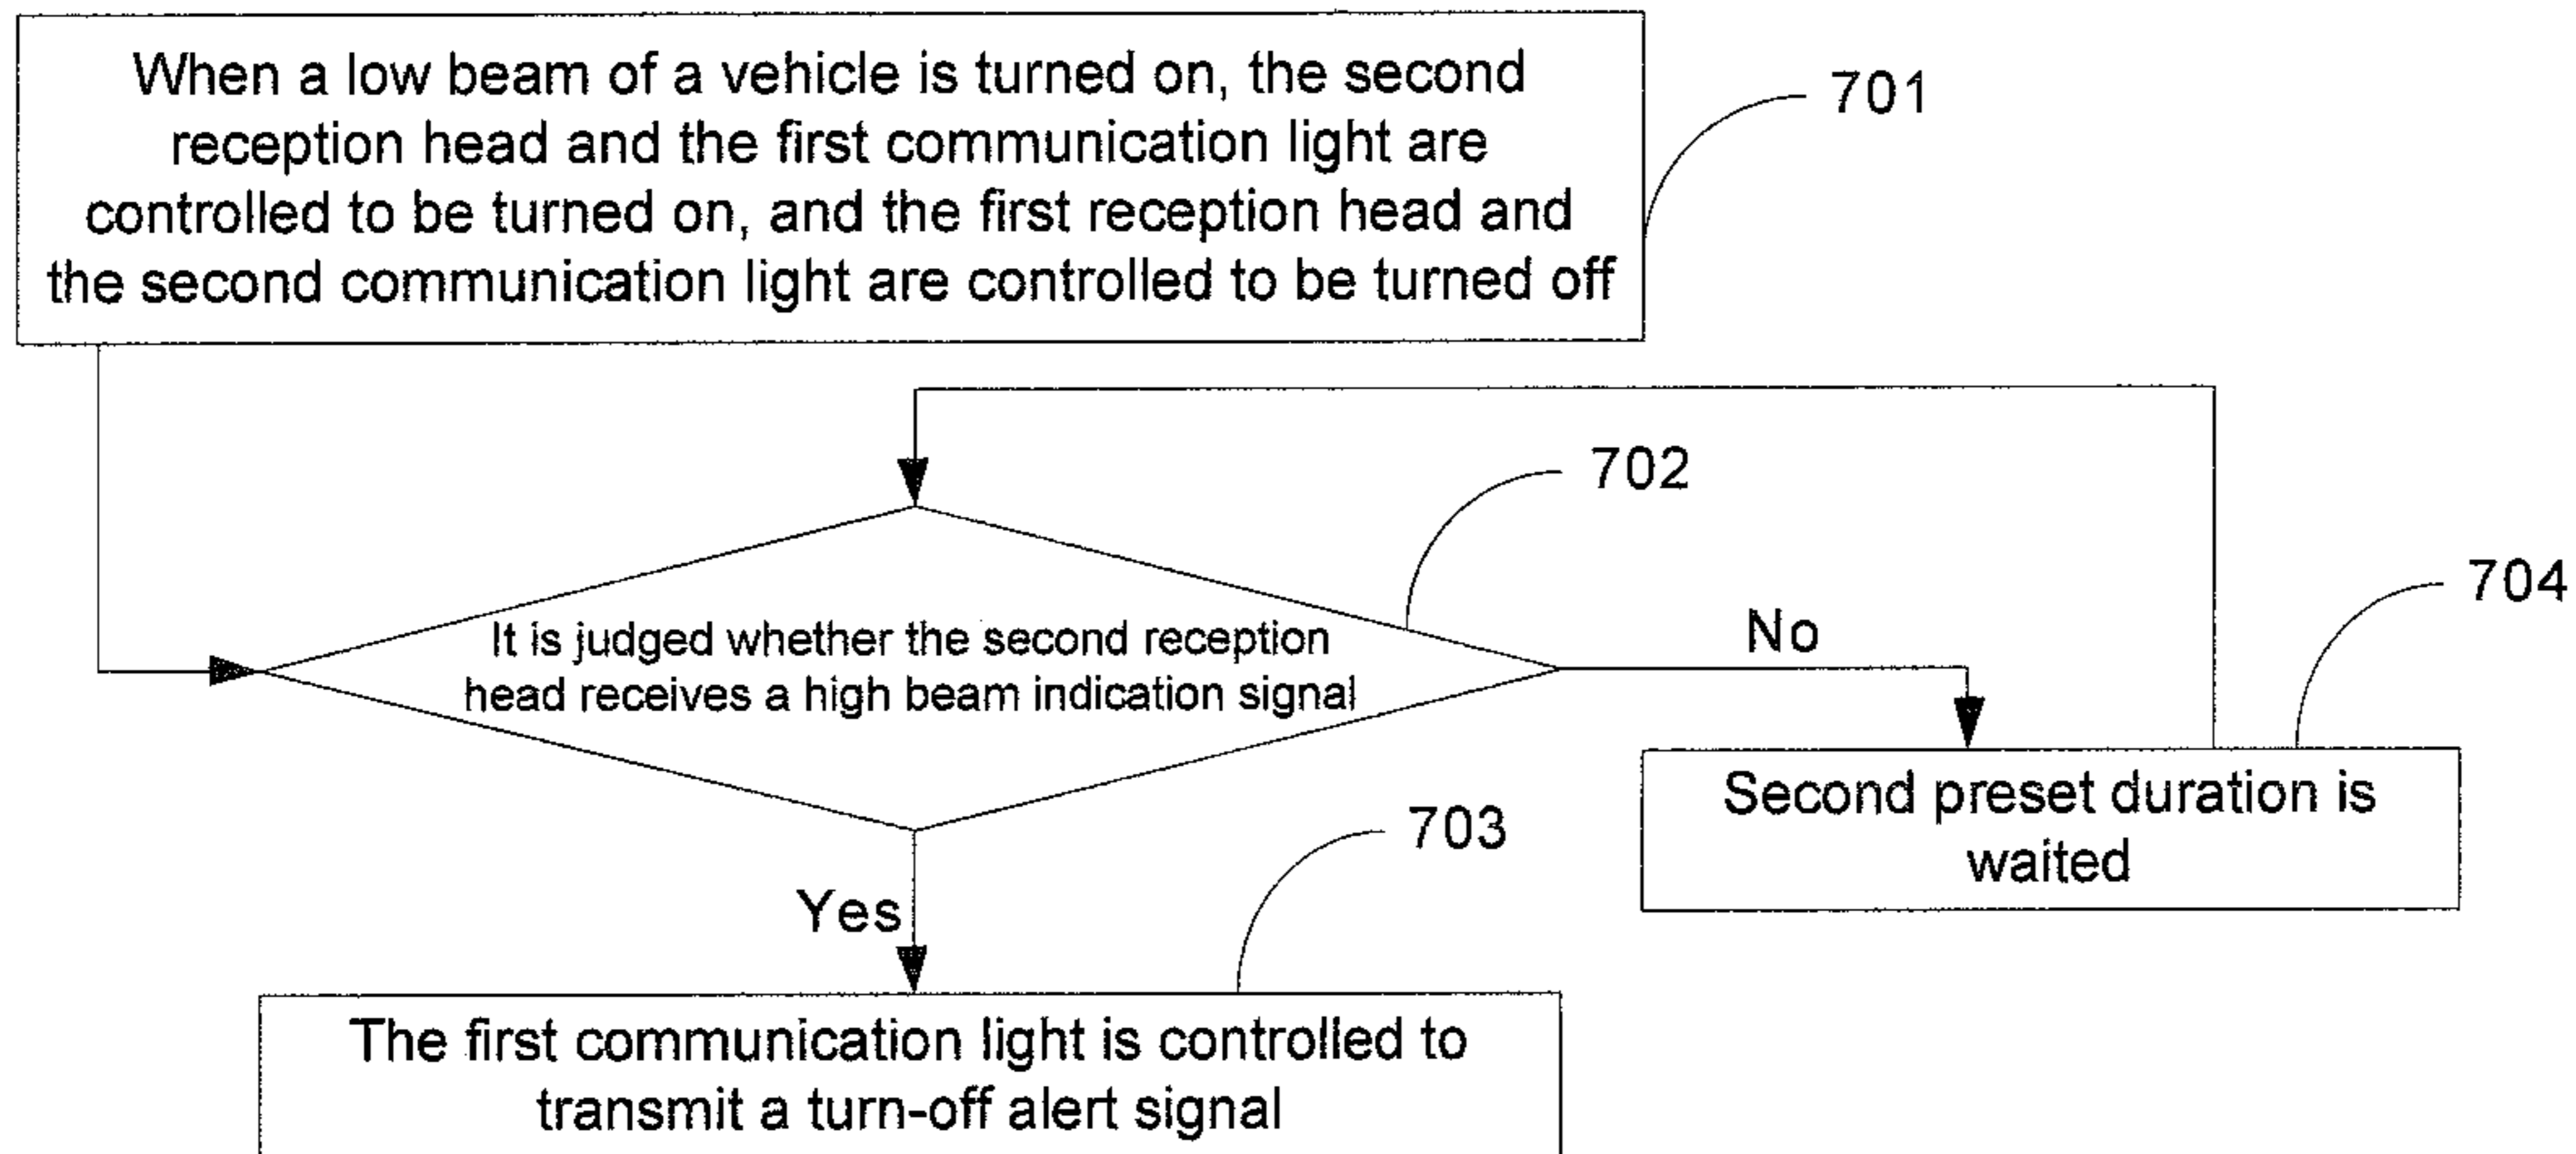 When a low beam of a vehicle is turned on, the second
reception head and the first communication light are
controlled to be turned on, and the first reception head and
the second communication light are controlled to be turned off
701
702
It is judged whether the second reception
head receives a high beam indication signal
No
704
Second preset duration is
waited
Yes
703
The first communication light is controlled to
transmit a turn-off alert signal